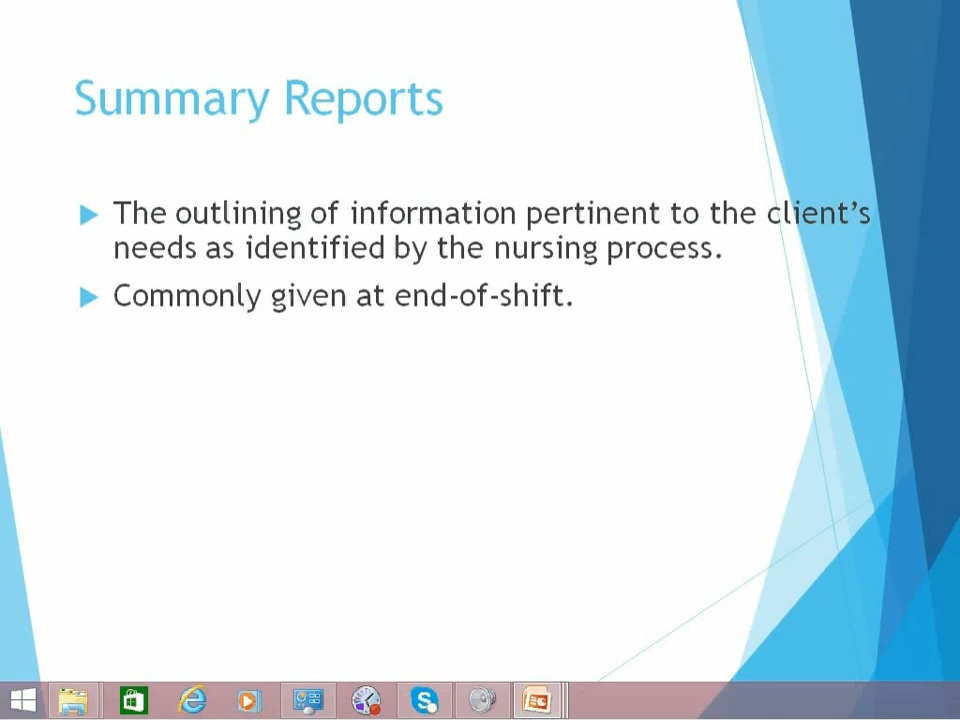 Summary Reports
The outlining of information pertinent to the client’s
needs as identified by the nursing process.
Commonly given at end-of-shift.